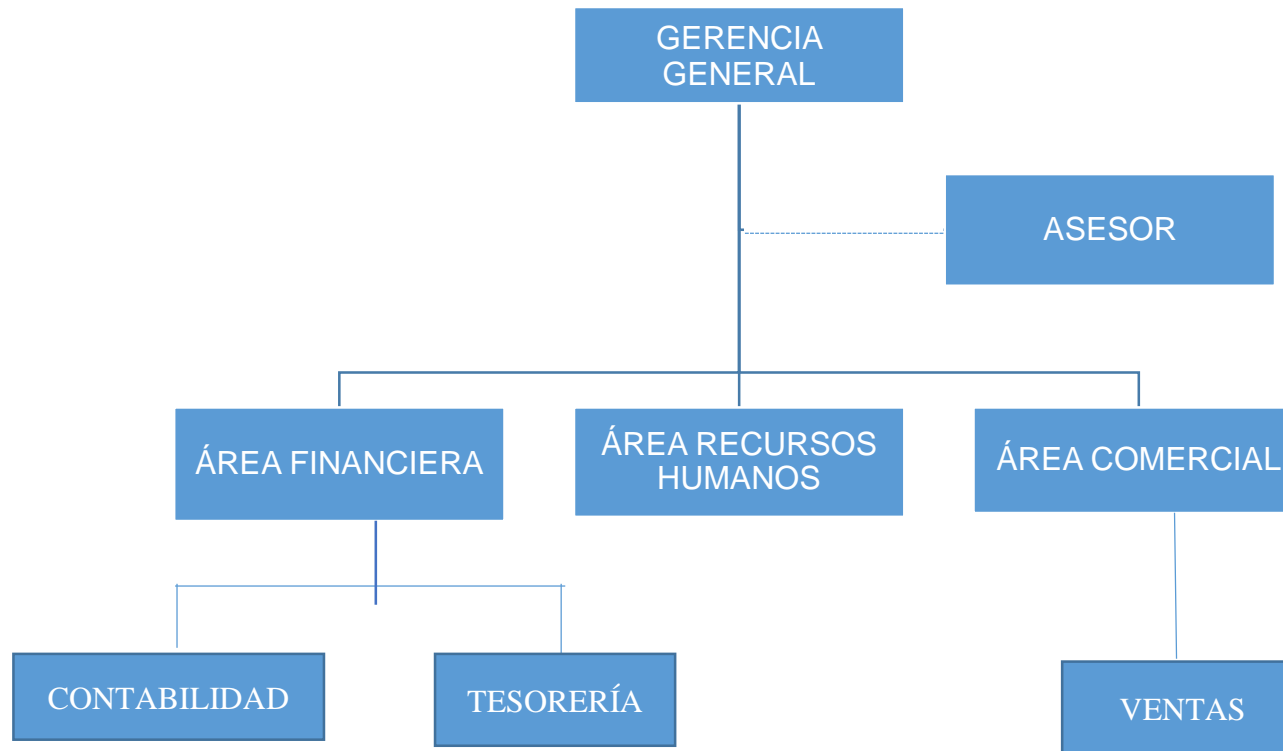 GERENCIA
GENERAL
ASESOR
ÁREA FINANCIERA
ÁREA RECURSOS
HUMANOS
ÁREA COMERCIAL
CONTABILIDAD
TESORERÍA
VENTAS